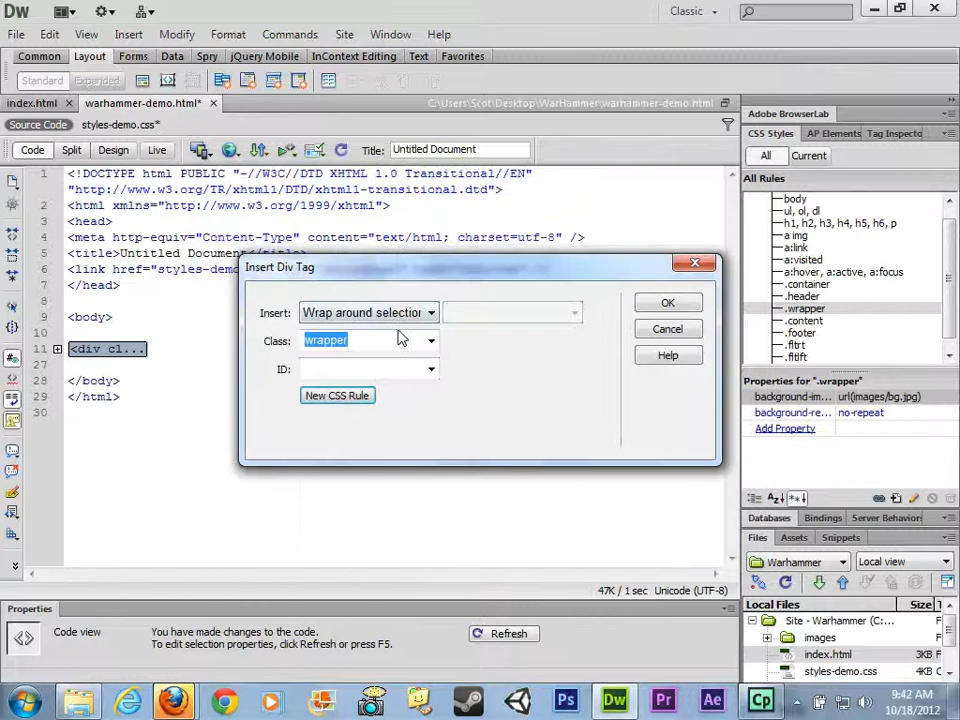 Dw
Classic
File Edit View Insert Modify Format Commands Site Window Help
Common Layout Forms Data Spry jQuery Mobile InContext Editing Text Favorites
Standard Expanded
index.html warhammer-demo.html* C:\Users\Scot\Desktop\WarHammer\warhammer-demo.html
Source Code styles-demo.css*
Code Split Design Live Title: Untitled Document
1 <!DOCTYPE html PUBLIC "-//W3C//DTD XHTML 1.0 Transitional//EN"
"http://www.w3.org/TR/xhtml1/DTD/xhtml1-transitional.dtd">
2 <html xmlns="http://www.w3.org/1999/xhtml">
3 <head>
4 <meta http-equiv="Content-Type" content="text/html; charset=utf-8" />
5 <title>Untitled Document</title>
6 <link href="styles-demo
7 </head>
8
9 <body>
10
11 <div cl...
27
28 </body>
29 </html>
30
Insert Div Tag
Insert: Wrap around selection
OK
Class: wrapper
Cancel
ID:
Help
New CSS Rule
Adobe BrowserLab
CSS Styles AP Elements Tag Inspecto
All Current
All Rules
body
ul, ol, dl
h1, h2, h3, h4, h5, h6, p
a img
a:link
a:visited
a:hover, a:active, a:focus
.container
.header
.wrapper
.content
.footer
.fltrt
.fltlft
Properties for ".wrapper"
background-im... url(images/bg.jpg)
background-re... no-repeat
Add Property
Databases Bindings Server Behaviors
Files Assets Snippets
Warhammer Local view
Local Files Size
Site - Warhammer (C:...
images
index.html 3KB
styles-demo.css 4KB
47K / 1 sec Unicode (UTF-8)
Properties
Code view
You have made changes to the code.
To edit selection properties, click Refresh or press F5.
Refresh
Ps Dw Pr Ae Cp
9:42 AM
10/18/2012